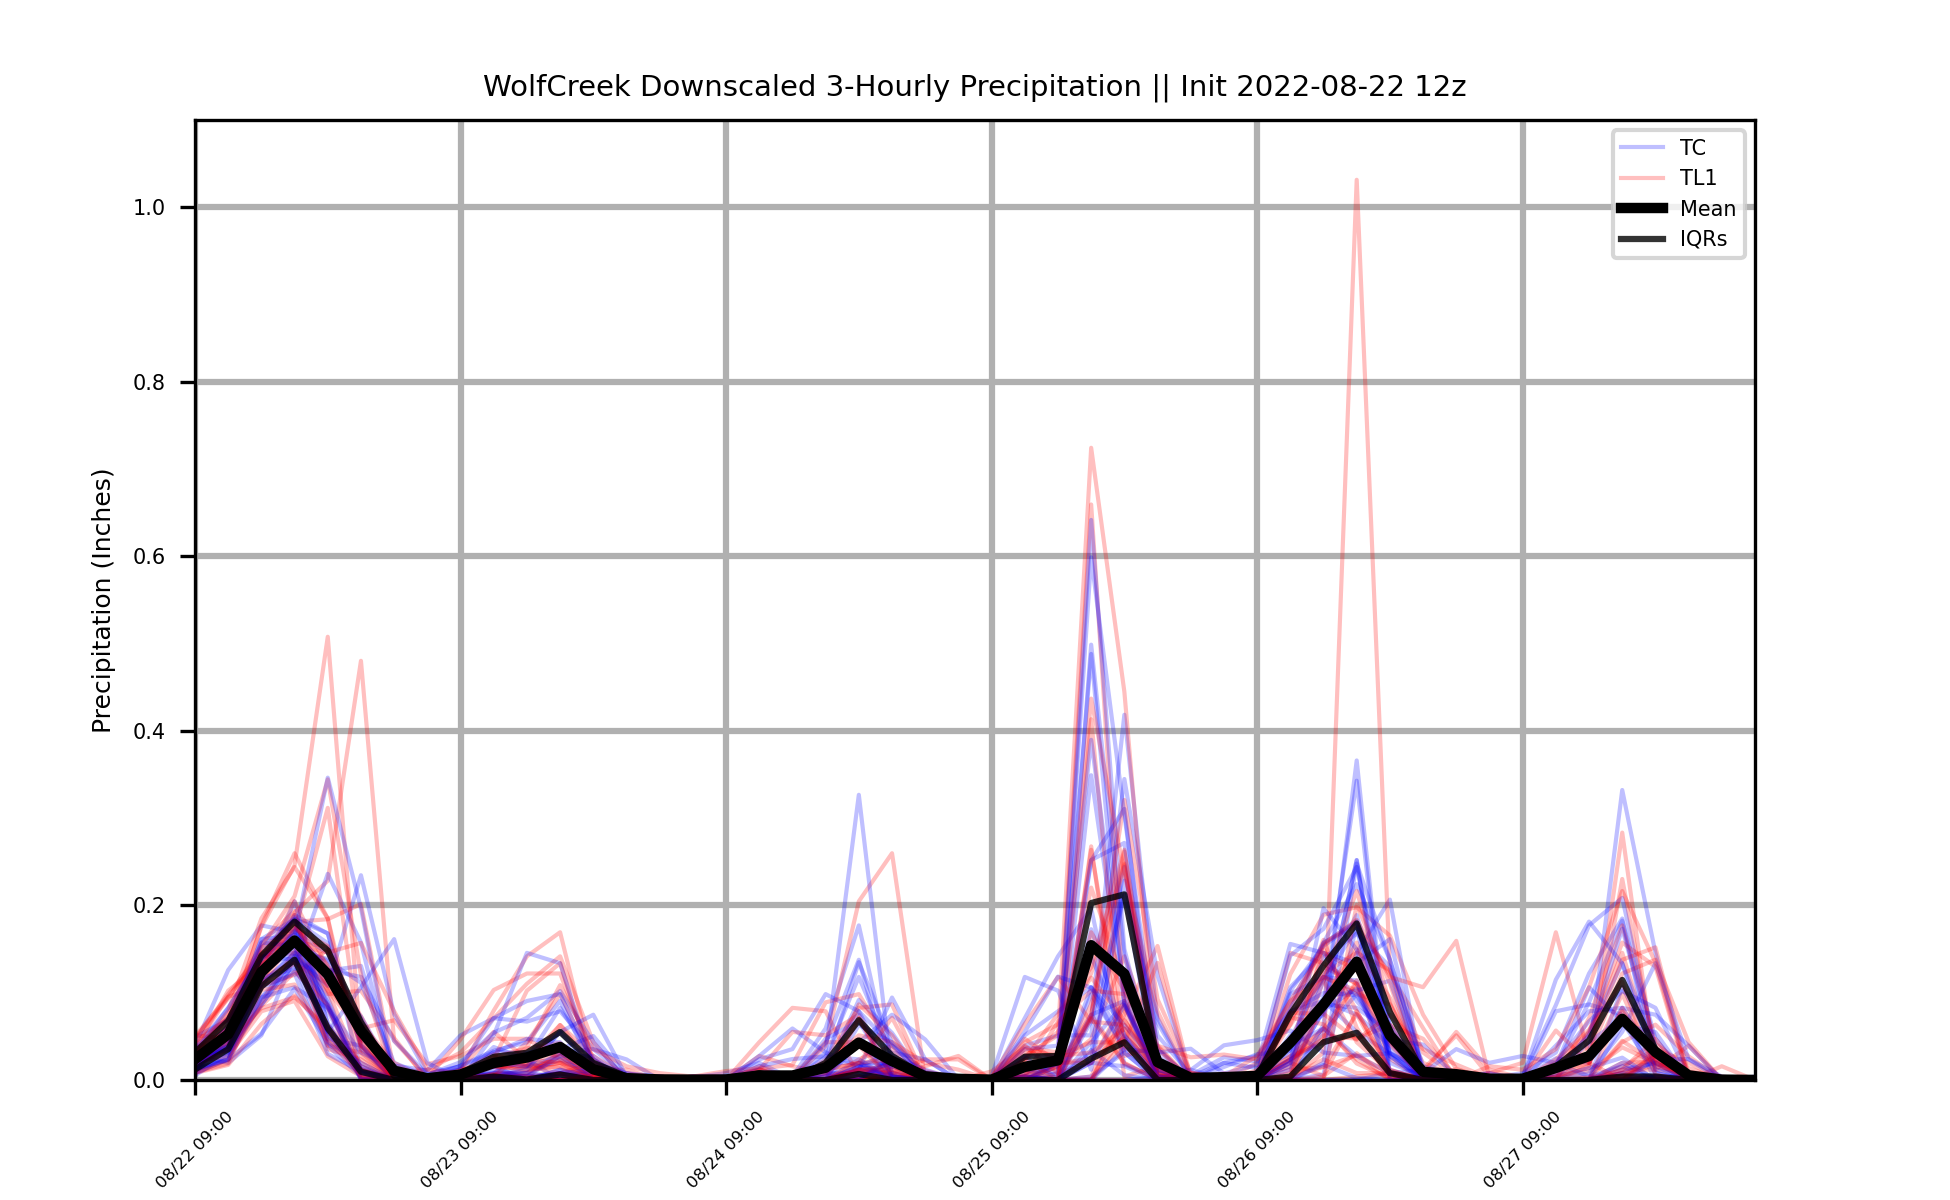 WolfCreek Downscaled 3-Hourly Precipitation || Init 2022-08-22 12z
TC
TL1
Mean
IQRs
Precipitation (Inches)
1.0
0.8
0.6
0.4
0.2
0.0
08/22 09:00
08/23 09:00
08/24 09:00
08/25 09:00
08/26 09:00
08/27 09:00